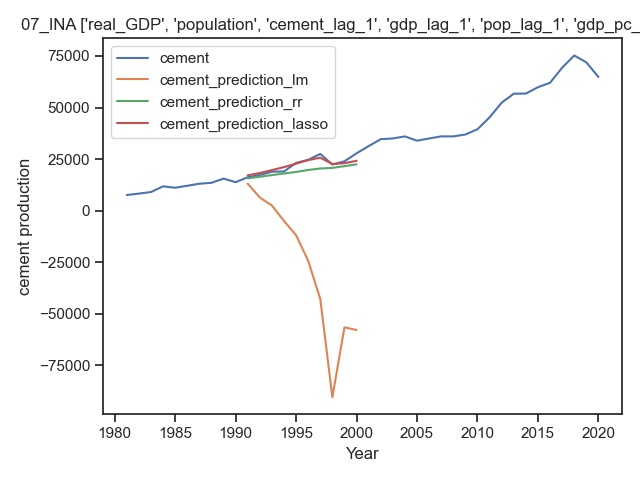 07_INA ['real_GDP', 'population', 'cement_lag_1', 'gdp_lag_1', 'pop_lag_1', 'gdp_pc_
cement
cement_prediction_lm
cement_prediction_rr
cement_prediction_lasso
75000
50000
25000
0
−25000
−50000
−75000
cement production
1980
1985
1990
1995
2000
2005
2010
2015
2020
Year